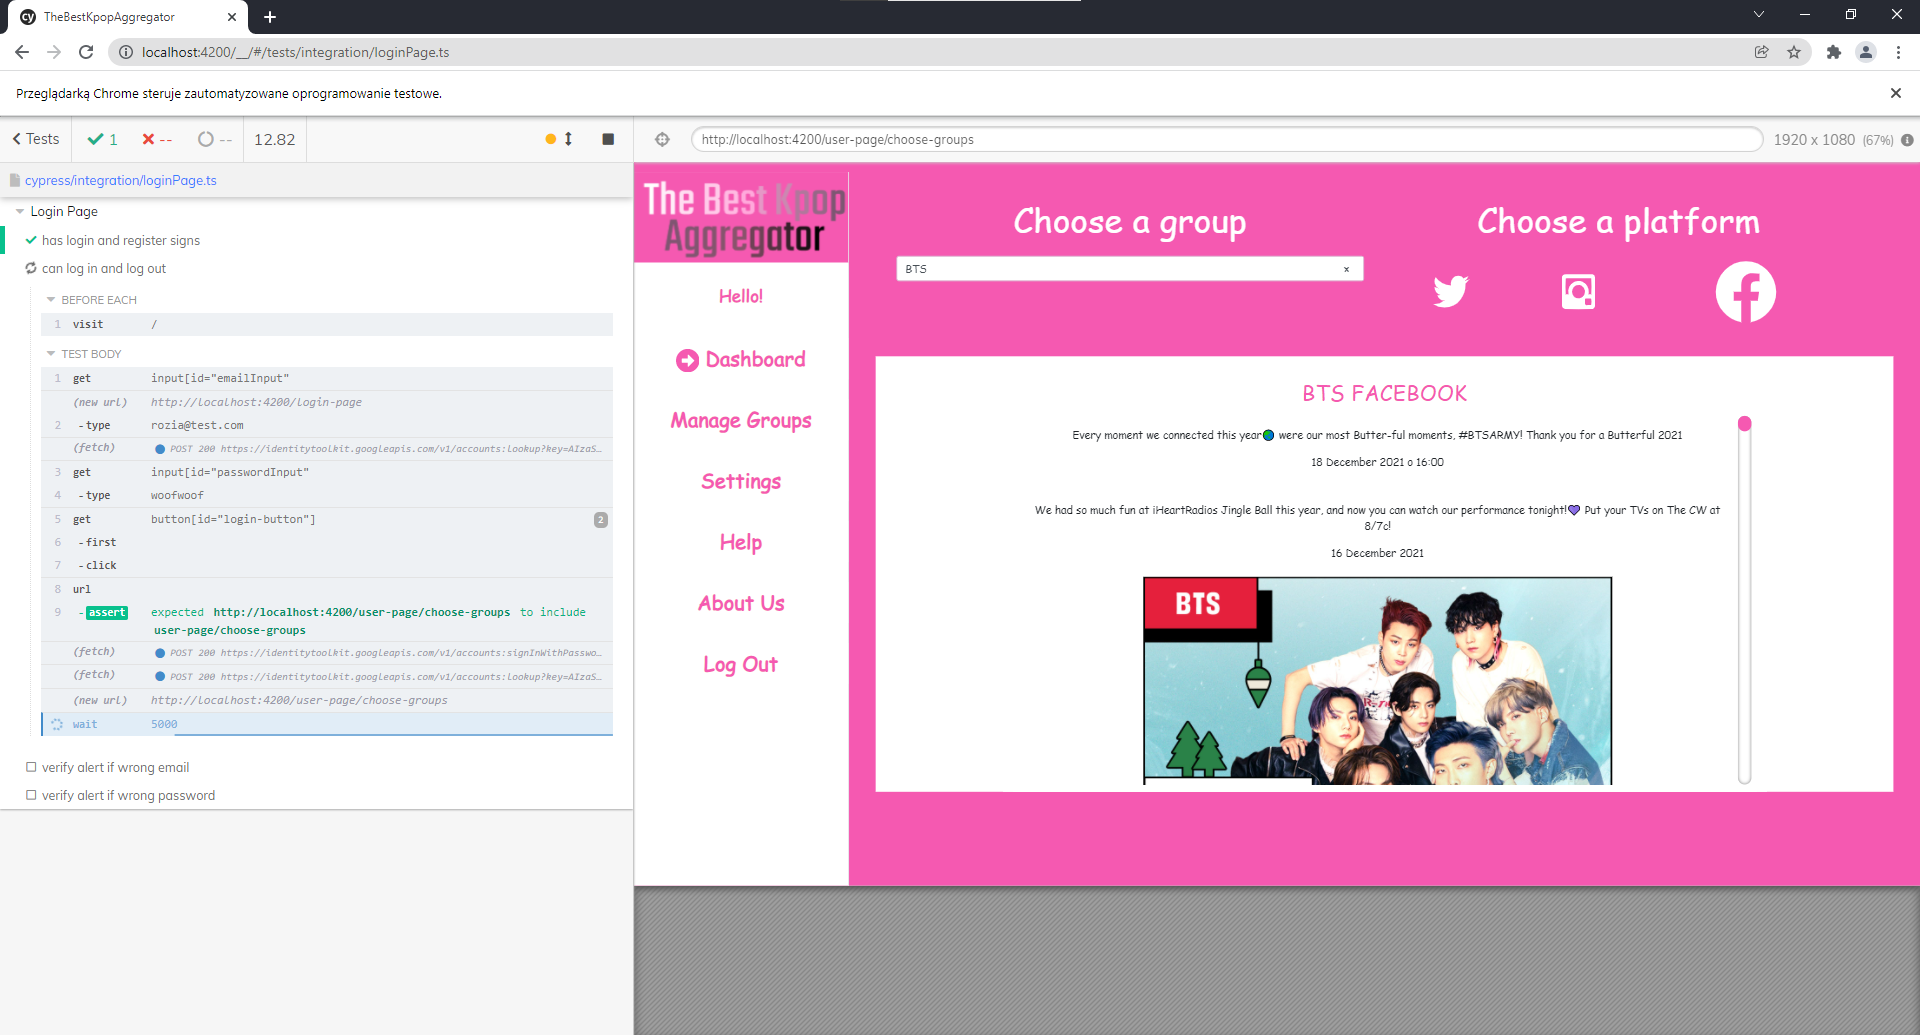 TheBestKpopAggregator
localhost:4200/__/#/tests/integration/loginPage.ts
Przeglądarką Chrome steruje zautomatyzowane oprogramowanie testowe.
Tests
1
--
--
12.82
http://localhost:4200/user-page/choose-groups
1920 x 1080 (67%)
cypress/integration/loginPage.ts
Login Page
has login and register signs
can log in and log out
BEFORE EACH
1 visit /
TEST BODY
1 get input[id="emailInput"
(new url) http://localhost:4200/login-page
2 -type rozia@test.com
(fetch) POST 200 https://identitytoolkit.googleapis.com/v1/accounts:lookup?key=AIzaS...
3 get input[id="passwordInput"
4 -type woofwoof
5 get button[id="login-button"] 2
6 -first
7 -click
8 url
9 -assert expected http://localhost:4200/user-page/choose-groups to include
user-page/choose-groups
(fetch) POST 200 https://identitytoolkit.googleapis.com/v1/accounts:signInWithPasswo...
(fetch) POST 200 https://identitytoolkit.googleapis.com/v1/accounts:lookup?key=AIzaS...
(new url) http://localhost:4200/user-page/choose-groups
wait 5000
verify alert if wrong email
verify alert if wrong password
The Best Kpop
Aggregator
Hello!
Dashboard
Manage Groups
Settings
Help
About Us
Log Out
Choose a group
BTS ×
Choose a platform
BTS FACEBOOK
Every moment we connected this year🌏 were our most Butter-ful moments, #BTSARMY! Thank you for a Butterful 2021
18 December 2021 o 16:00
We had so much fun at iHeartRadios Jingle Ball this year, and now you can watch our performance tonight!💜 Put your TVs on The CW at
8/7c!
16 December 2021
BTS